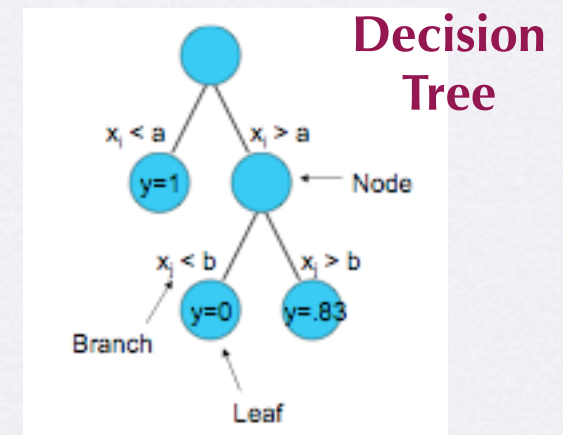 Decision
Tree
xᵢ < a
xᵢ > a
y=1
Node
xⱼ < b
xⱼ > b
y=0
y=.83
Branch
Leaf